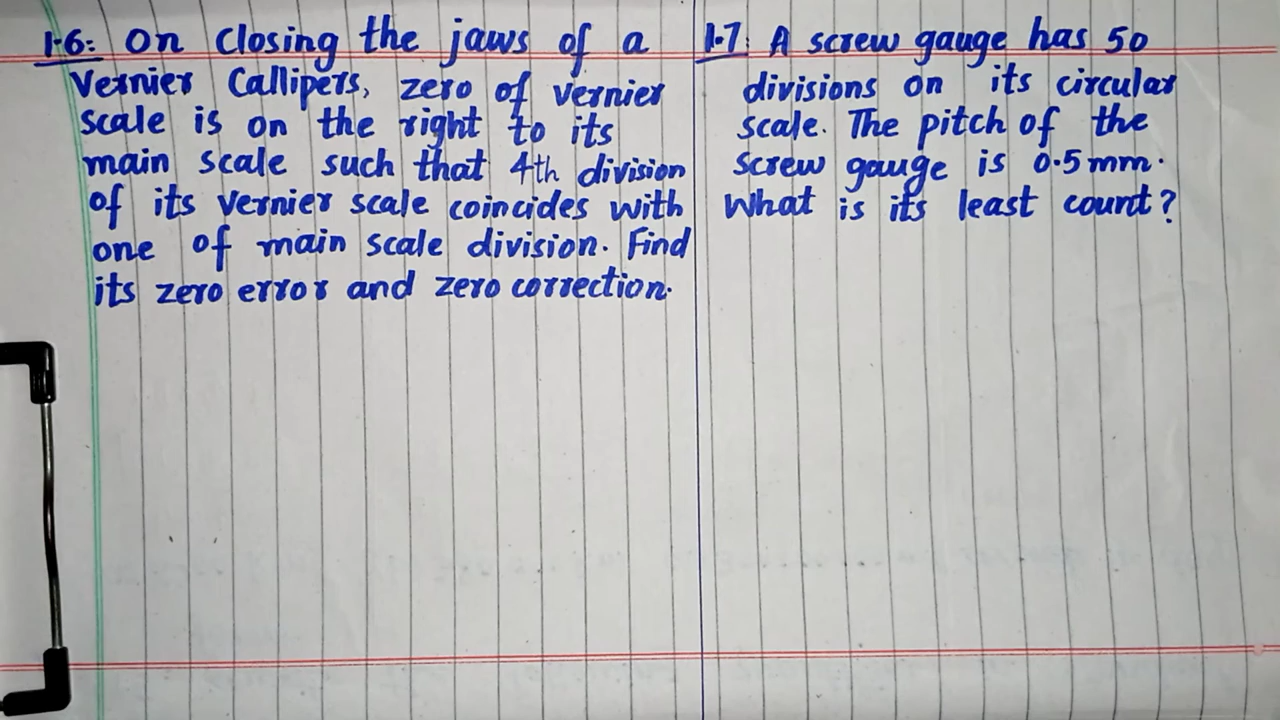 1.6: On Closing the jaws of a
Vernier Callipers, zero of vernier
scale is on the right to its
main scale such that 4th division
of its vernier scale coincides with
one of main scale division. Find
its zero error and zero correction.
1.7: A screw gauge has 50
divisions on its circular
scale. The pitch of the
screw gauge is 0.5mm.
What is its least count?